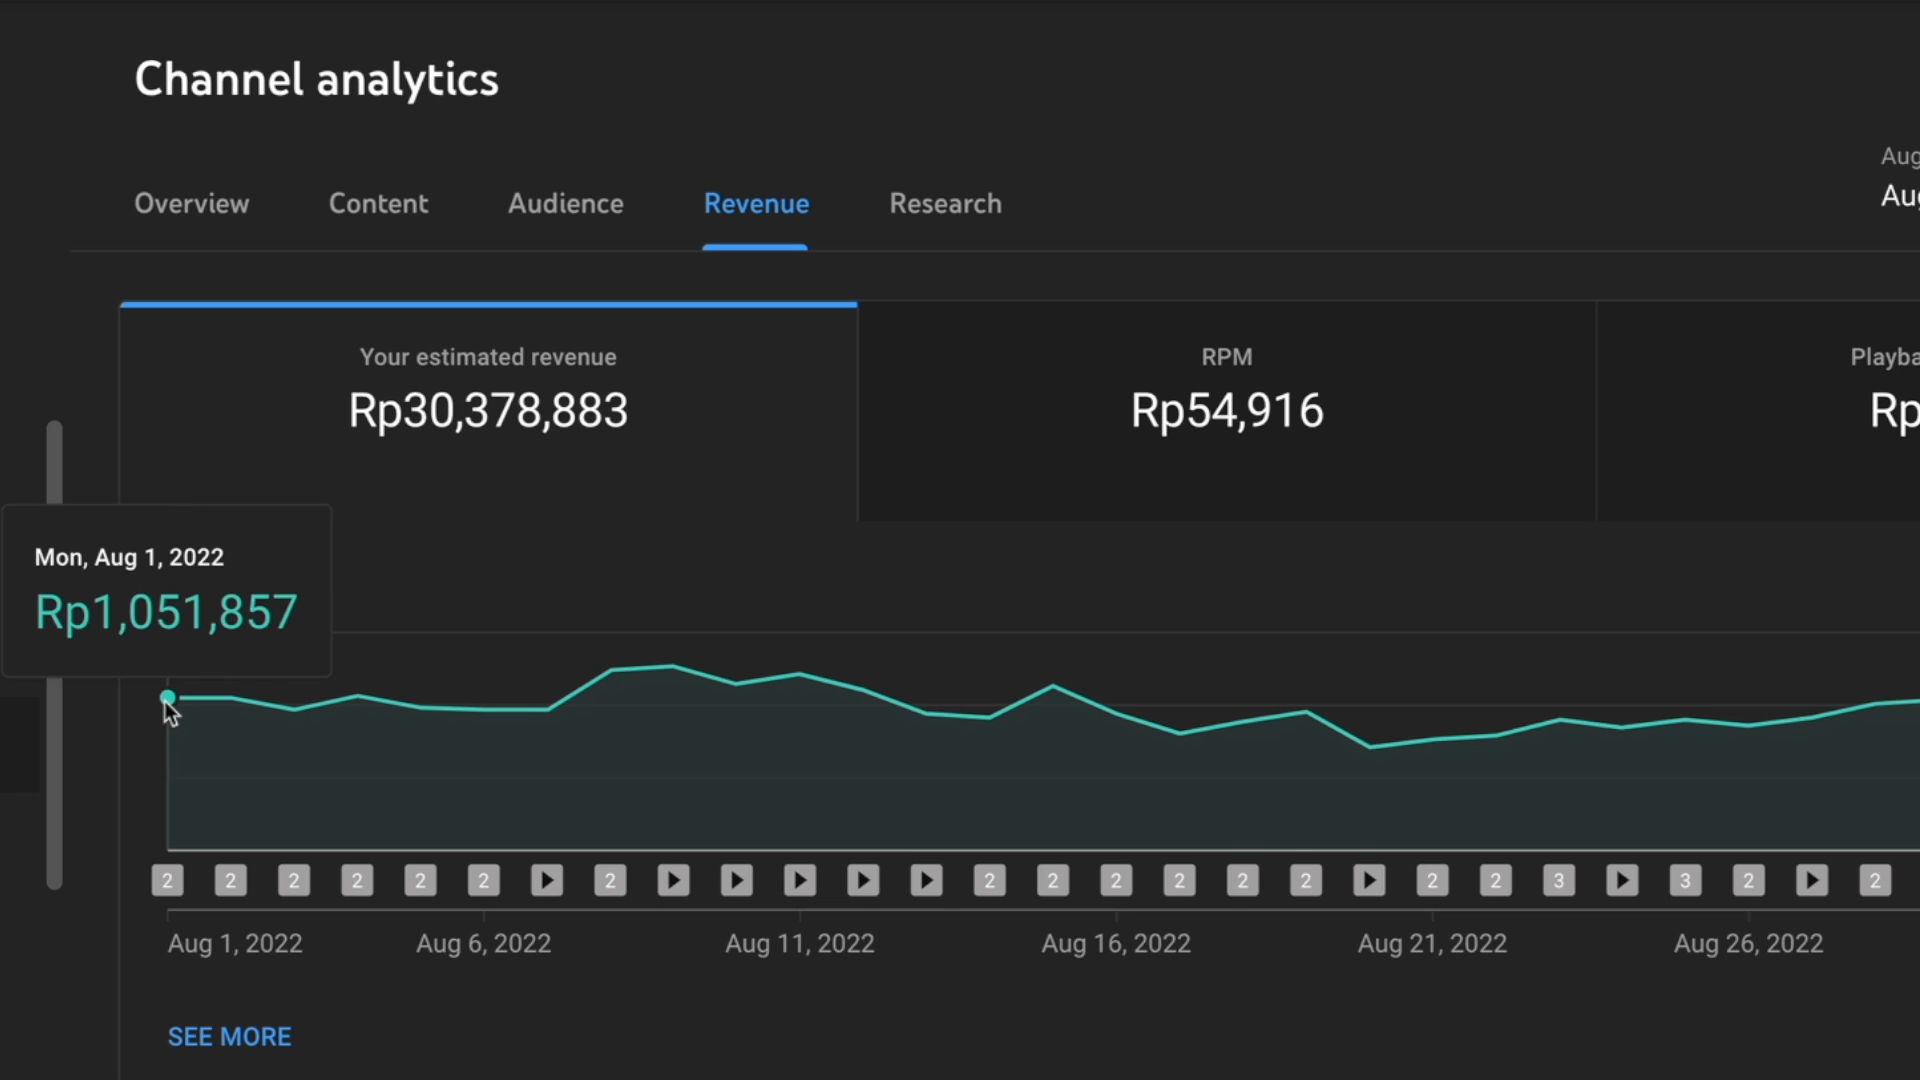 Channel analytics
Aug
Overview Content Audience Revenue Research
Aug
Your estimated revenue RPM
Rp30,378,883 Rp54,916 Rp
Mon, Aug 1, 2022
Rp1,051,857
2 2 2 2 2 2 2 2 2 2 2 2 2 2 2 3 3 2 2
Aug 1, 2022 Aug 6, 2022 Aug 11, 2022 Aug 16, 2022 Aug 21, 2022 Aug 26, 2022
SEE MORE